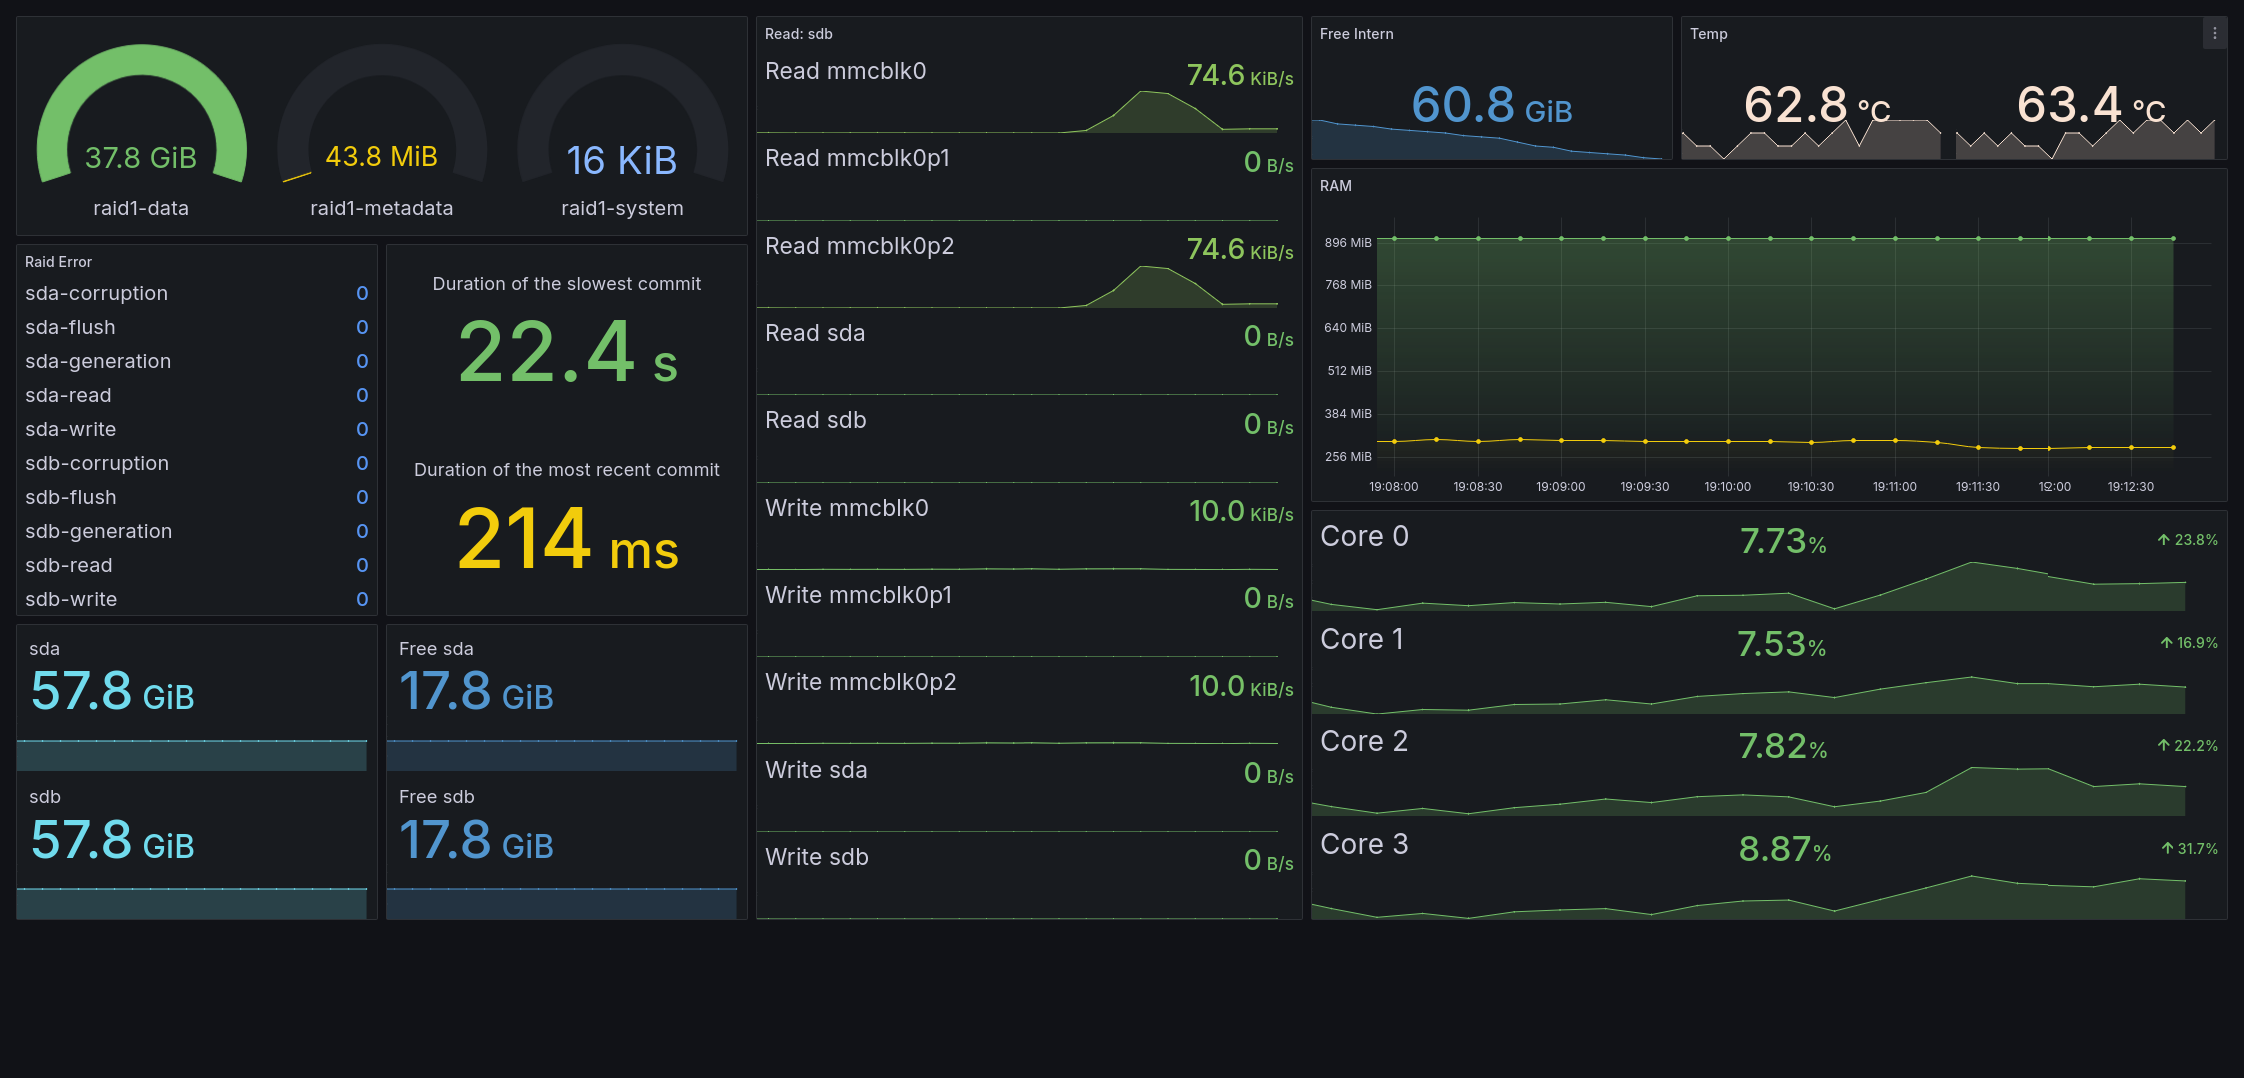 37.8 GiB
raid1-data
43.8 MiB
raid1-metadata
16 KiB
raid1-system
Raid Error
sda-corruption 0
sda-flush 0
sda-generation 0
sda-read 0
sda-write 0
sdb-corruption 0
sdb-flush 0
sdb-generation 0
sdb-read 0
sdb-write 0
Duration of the slowest commit
22.4 s
Duration of the most recent commit
214 ms
sda
57.8 GiB
sdb
57.8 GiB
Free sda
17.8 GiB
Free sdb
17.8 GiB
Read: sdb
Read mmcblk0 74.6 KiB/s
Read mmcblk0p1 0 B/s
Read mmcblk0p2 74.6 KiB/s
Read sda 0 B/s
Read sdb 0 B/s
Write mmcblk0 10.0 KiB/s
Write mmcblk0p1 0 B/s
Write mmcblk0p2 10.0 KiB/s
Write sda 0 B/s
Write sdb 0 B/s
Free Intern
60.8 GiB
Temp
62.8 °C 63.4 °C
RAM
896 MiB
768 MiB
640 MiB
512 MiB
384 MiB
256 MiB
19:08:00 19:08:30 19:09:00 19:09:30 19:10:00 19:10:30 19:11:00 19:11:30 12:00 19:12:30
Core 0 7.73% 23.8%
Core 1 7.53% 16.9%
Core 2 7.82% 22.2%
Core 3 8.87% 31.7%